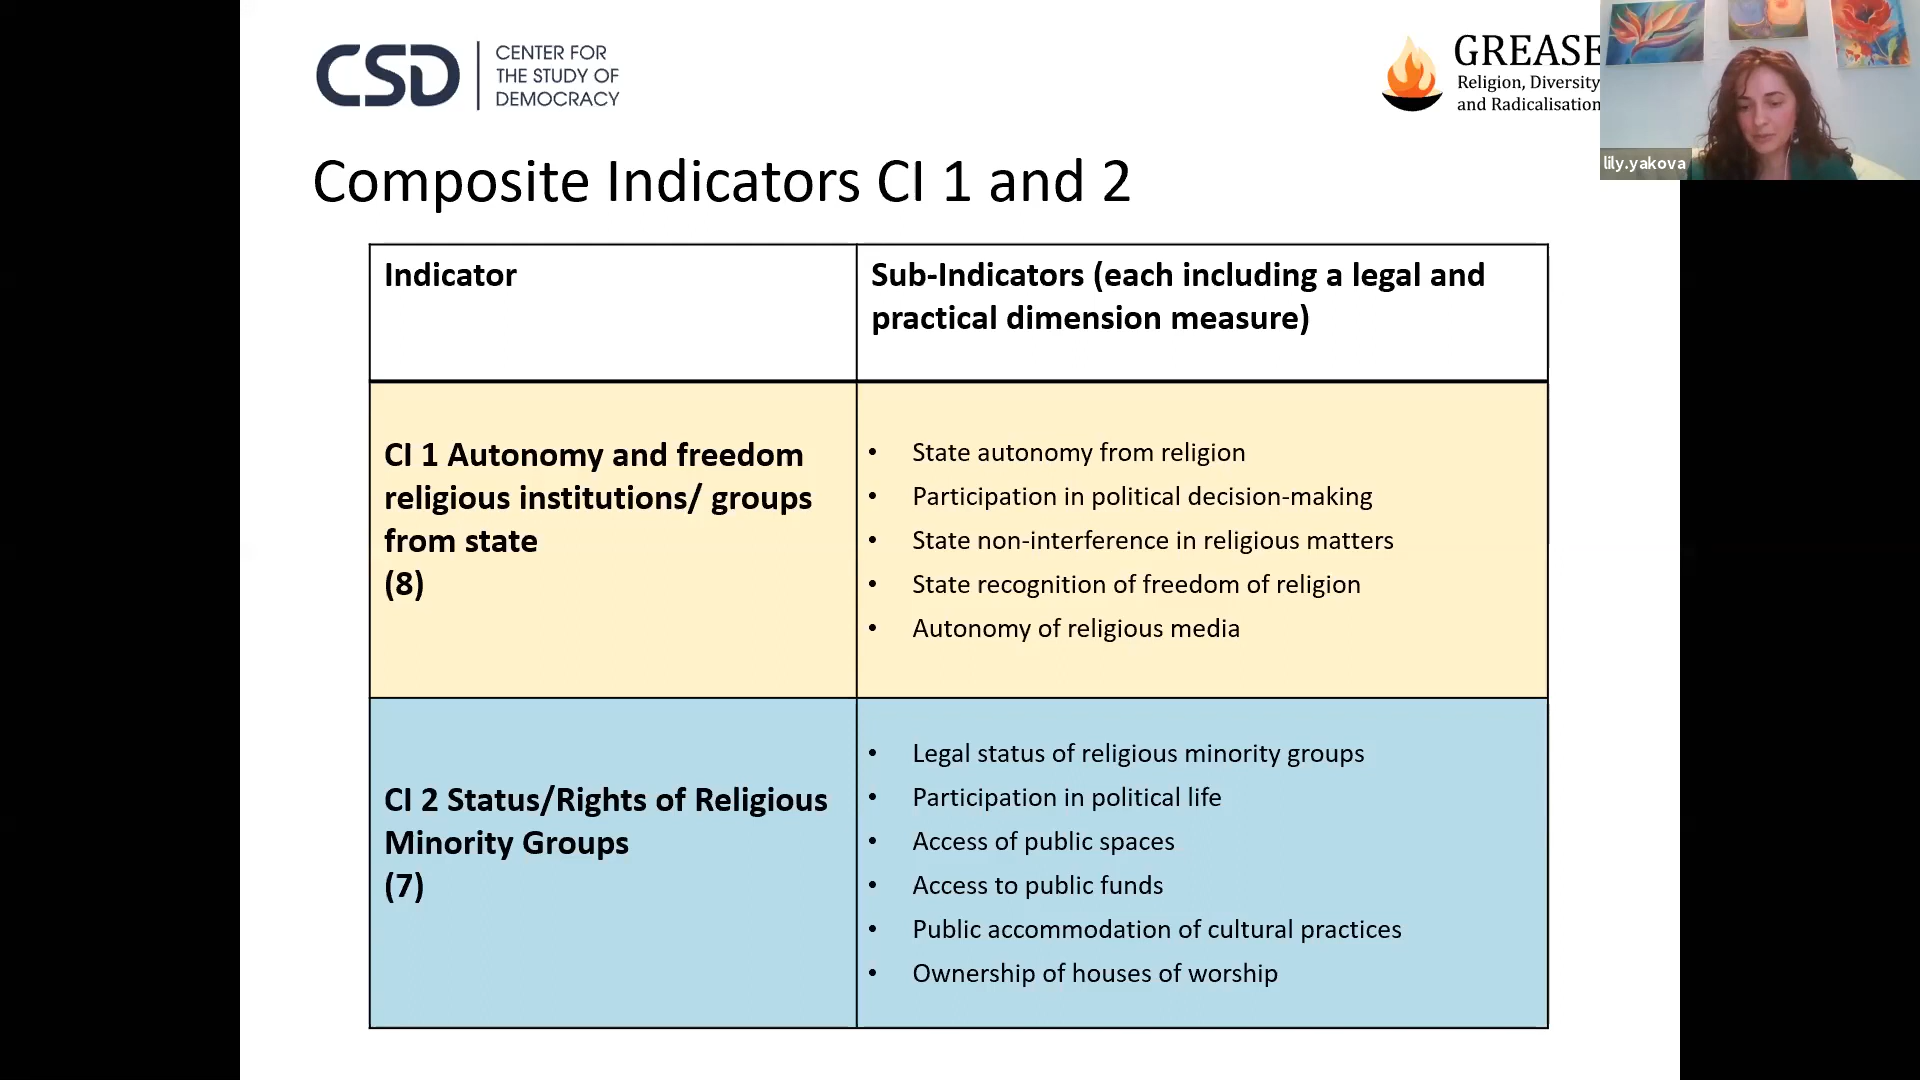 CSD
CENTER FOR
THE STUDY OF
DEMOCRACY
GREASE
Religion, Diversity
and Radicalisation
lily.yakova
Composite Indicators CI 1 and 2
Indicator
Sub-Indicators (each including a legal and
practical dimension measure)
CI 1 Autonomy and freedom
religious institutions/ groups
from state
(8)
• State autonomy from religion
• Participation in political decision-making
• State non-interference in religious matters
• State recognition of freedom of religion
• Autonomy of religious media
CI 2 Status/Rights of Religious
Minority Groups
(7)
• Legal status of religious minority groups
• Participation in political life
• Access of public spaces
• Access to public funds
• Public accommodation of cultural practices
• Ownership of houses of worship